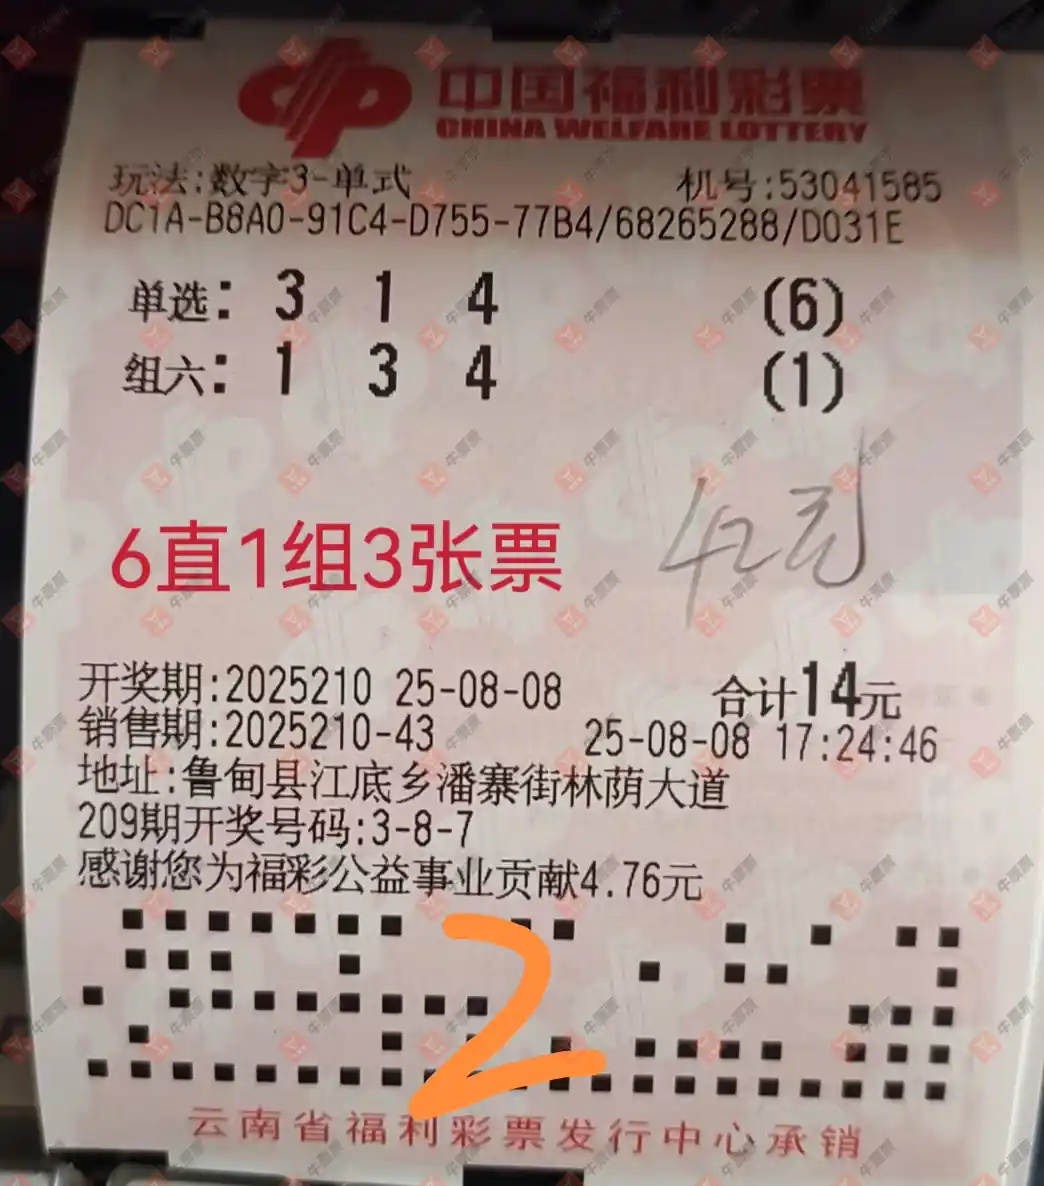 中国福利彩票
CHINA WELFARE LOTTERY
玩法:数字3-单式 机号:53041585
DC1A-B8A0-91C4-D755-77B4/68265288/D031E
单选: 3 1 4 (6)
组六: 1 3 4 (1)
6直1组3张票 42元
开奖期:2025210 25-08-08 合计14元
销售期:2025210-43 25-08-08 17:24:46
地址:鲁甸县江底乡潘寨街林荫大道
209期开奖号码:3-8-7
感谢您为福彩公益事业贡献4.76元
2
云南省福利彩票发行中心承销
牛票票